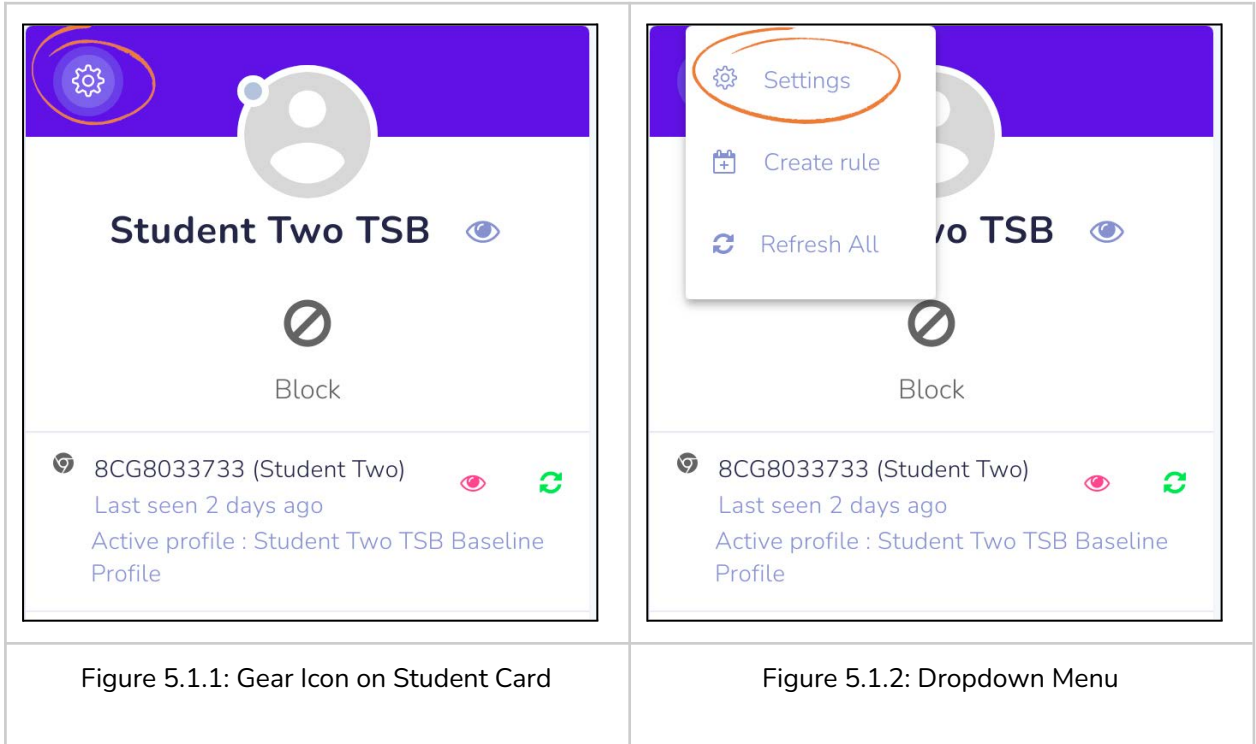 Student Two TSB
Block
8CG8033733 (Student Two)
Last seen 2 days ago
Active profile : Student Two TSB Baseline
Profile
Figure 5.1.1: Gear Icon on Student Card
Settings
Create rule
Refresh All
o TSB
Block
8CG8033733 (Student Two)
Last seen 2 days ago
Active profile : Student Two TSB Baseline
Profile
Figure 5.1.2: Dropdown Menu